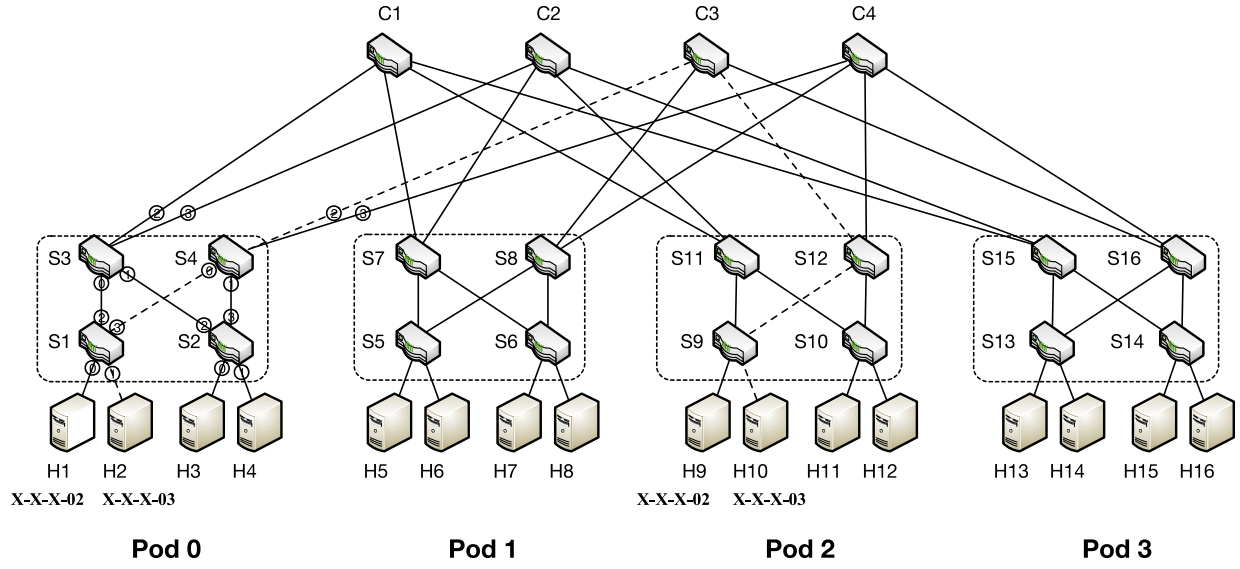 C1 C2 C3 C4
2 3 2 3
S3 S4 S7 S8 S11 S12 S15 S16
0 1 0 1
2 3 2 3
S1 S2 S5 S6 S9 S10 S13 S14
0 1 0 1
H1 H2 H3 H4 H5 H6 H7 H8 H9 H10 H11 H12 H13 H14 H15 H16
X-X-X-02 X-X-X-03 X-X-X-02 X-X-X-03
Pod 0 Pod 1 Pod 2 Pod 3